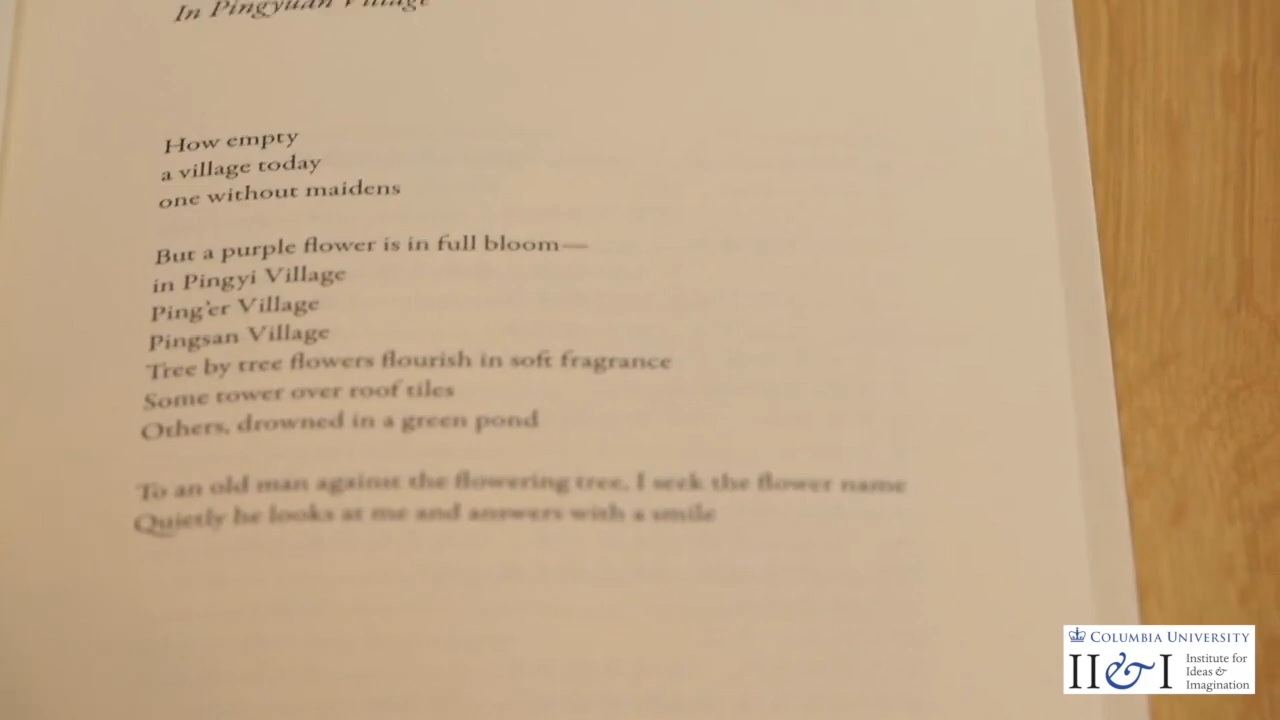 In Pingyuan Village
How empty
a village today
one without maidens
But a purple flower is in full bloom—
in Pingyi Village
Ping'er Village
Pingsan Village
Tree by tree flowers flourish in soft fragrance
Some tower over roof tiles
Others, drowned in a green pond
To an old man against the flowering tree, I seek the flower name
Quietly he looks at me and answers with a smile
COLUMBIA UNIVERSITY
II&I
Institute for
Ideas &
Imagination